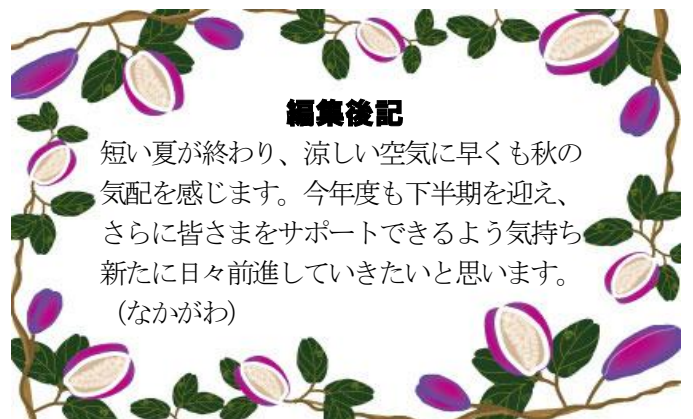 編集後記
短い夏が終わり、涼しい空気に早くも秋の
気配を感じます。今年度も下半期を迎え、
さらに皆さまをサポートできるよう気持ち
新たに日々前進していきたいと思います。
（なかがわ）